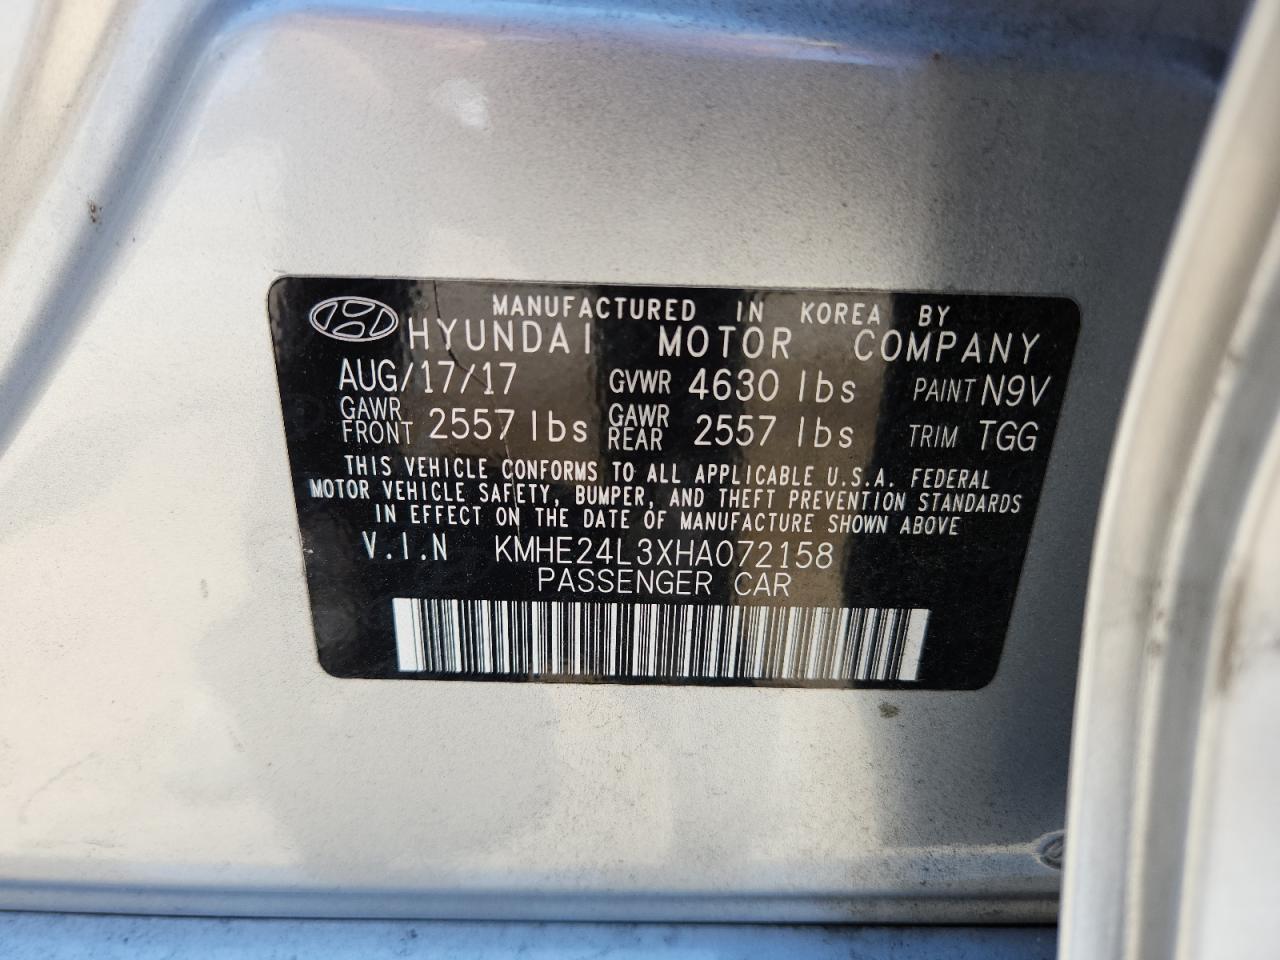 MANUFACTURED IN KOREA BY
HYUNDAI MOTOR COMPANY
AUG/17/17 GVWR 4630 lbs PAINT N9V
GAWR FRONT 2557 lbs GAWR REAR 2557 lbs TRIM TGG
THIS VEHICLE CONFORMS TO ALL APPLICABLE U.S.A. FEDERAL
MOTOR VEHICLE SAFETY, BUMPER, AND THEFT PREVENTION STANDARDS
IN EFFECT ON THE DATE OF MANUFACTURE SHOWN ABOVE
V.I.N KMHE24L3XHA072158
PASSENGER CAR